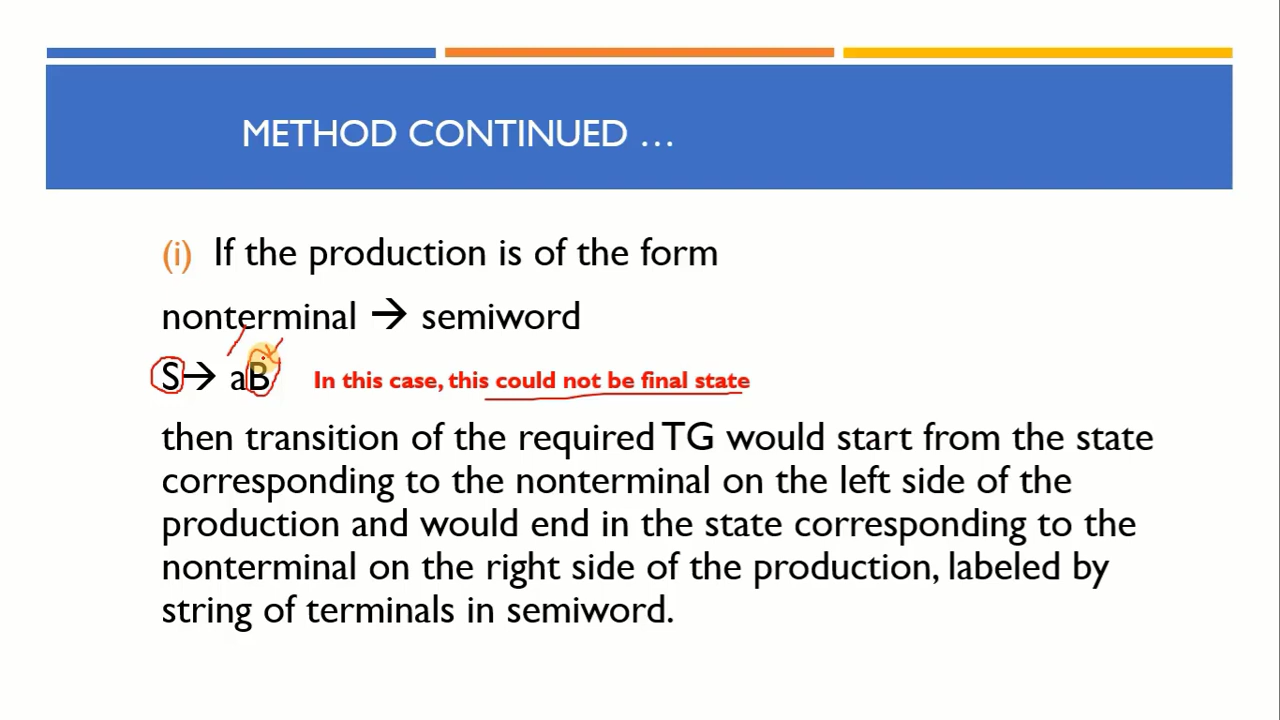 METHOD CONTINUED …
(i) If the production is of the form
nonterminal → semiword
S→ aB In this case, this could not be final state
then transition of the required TG would start from the state
corresponding to the nonterminal on the left side of the
production and would end in the state corresponding to the
nonterminal on the right side of the production, labeled by
string of terminals in semiword.